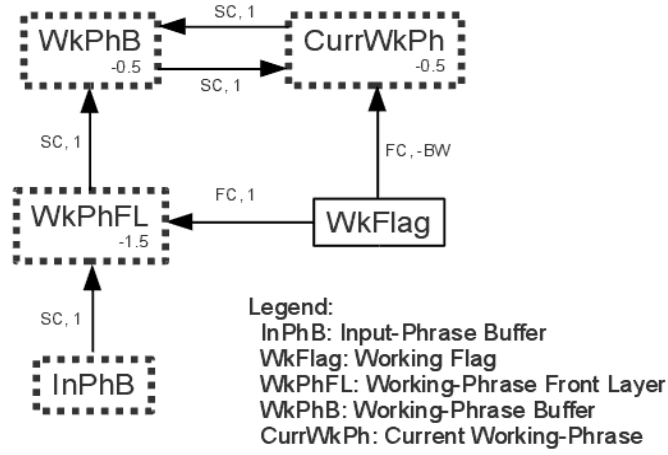 SC, 1
WkPhB
-0.5
CurrWkPh
-0.5
SC, 1
SC, 1
FC, -BW
FC, 1
WkPhFL
-1.5
WkFlag
SC, 1
InPhB
Legend:
InPhB: Input-Phrase Buffer
WkFlag: Working Flag
WkPhFL: Working-Phrase Front Layer
WkPhB: Working-Phrase Buffer
CurrWkPh: Current Working-Phrase